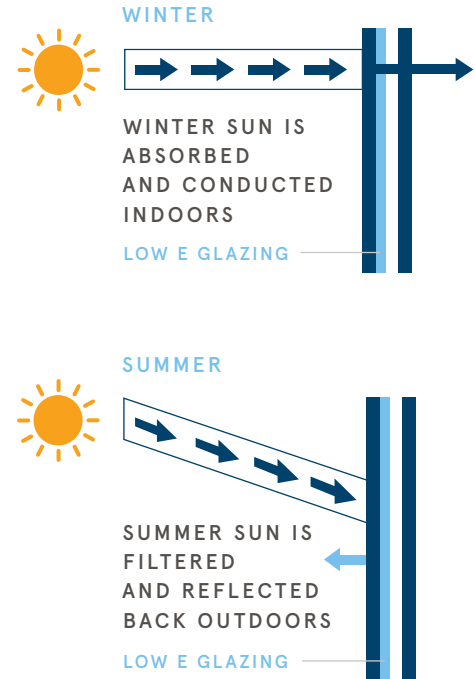 WINTER
WINTER SUN IS
ABSORBED
AND CONDUCTED
INDOORS
LOW E GLAZING
SUMMER
SUMMER SUN IS
FILTERED
AND REFLECTED
BACK OUTDOORS
LOW E GLAZING